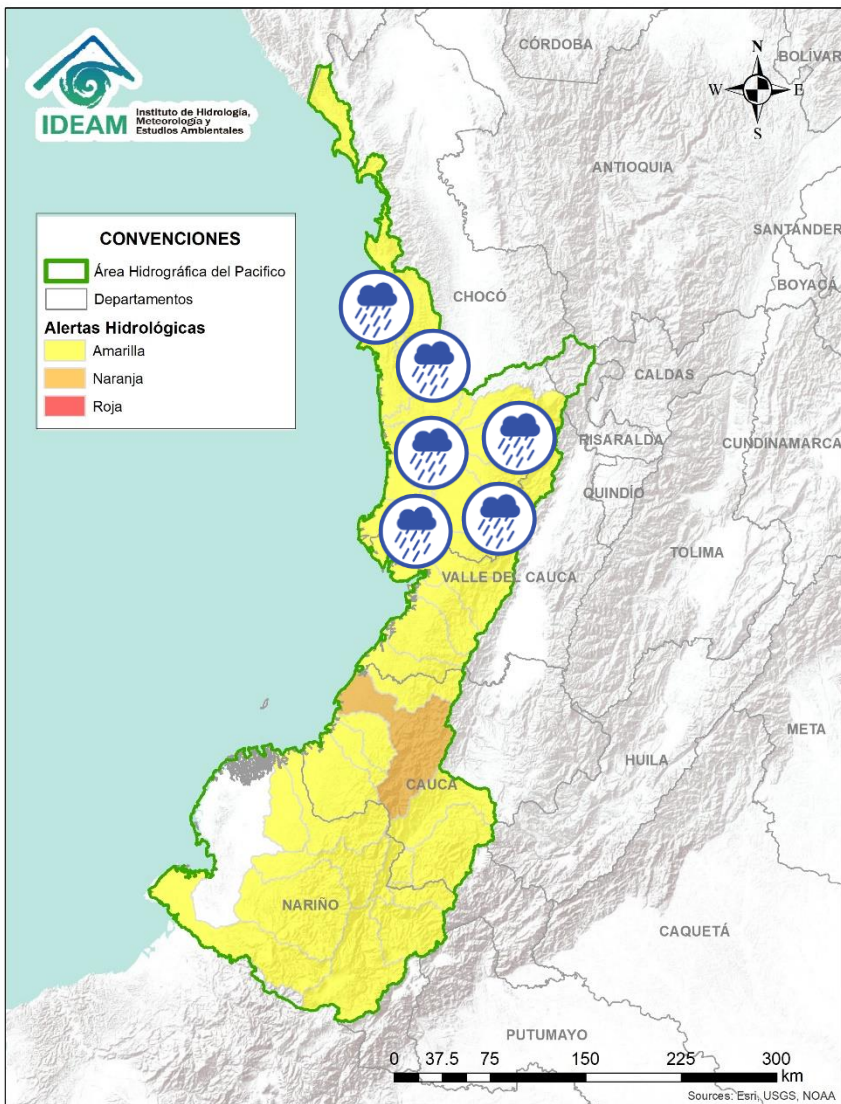 IDEAM
Instituto de Hidrología,
Meteorología y
Estudios Ambientales
CÓRDOBA
BOLÍVAR
N
W
E
S
ANTIOQUIA
SANTANDER
BOYACÁ
CONVENCIONES
Área Hidrográfica del Pacifico
Departamentos
Alertas Hidrológicas
Amarilla
Naranja
Roja
CHOCÓ
CALDAS
RISARALDA
CUNDINAMARCA
QUINDÍO
TOLIMA
VALLE DEL CAUCA
META
HUILA
CAUCA
NARIÑO
CAQUETÁ
PUTUMAYO
0 37.5 75 150 225 300
km
Sources: Esri, USGS, NOAA